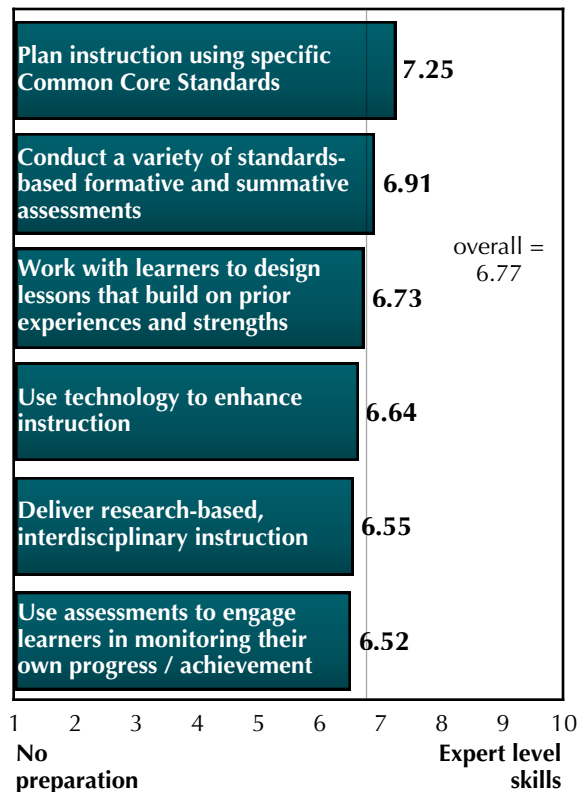 Plan instruction using specific
Common Core Standards
7.25
Conduct a variety of standards-
based formative and summative
assessments
6.91
overall =
6.77
Work with learners to design
lessons that build on prior
experiences and strengths
6.73
Use technology to enhance
instruction
6.64
Deliver research-based,
interdisciplinary instruction
6.55
Use assessments to engage
learners in monitoring their
own progress / achievement
6.52
1 2 3 4 5 6 7 8 9 10
No
preparation
Expert level
skills